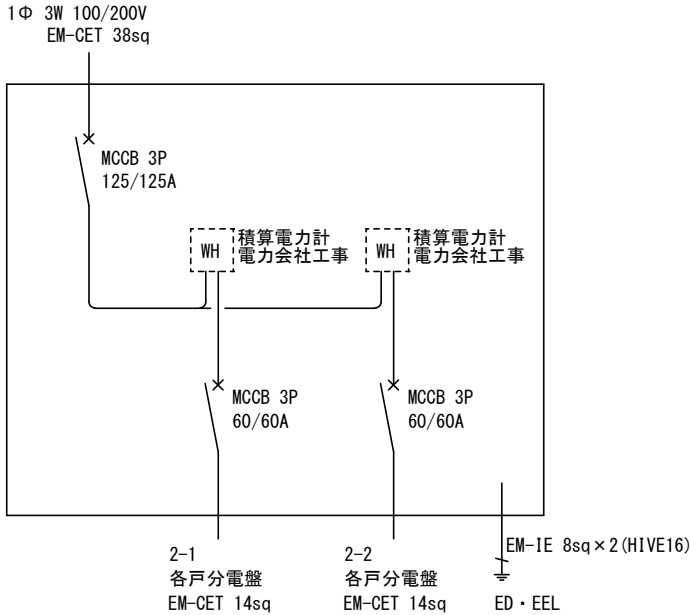 1Φ 3W 100/200V
EM-CET 38sq
MCCB 3P
125/125A
WH
積算電力計
電力会社工事
WH
積算電力計
電力会社工事
MCCB 3P
60/60A
MCCB 3P
60/60A
2-1
各戸分電盤
EM-CET 14sq
2-2
各戸分電盤
EM-CET 14sq
EM-IE 8sq×2(HIVE16)
ED・EEL